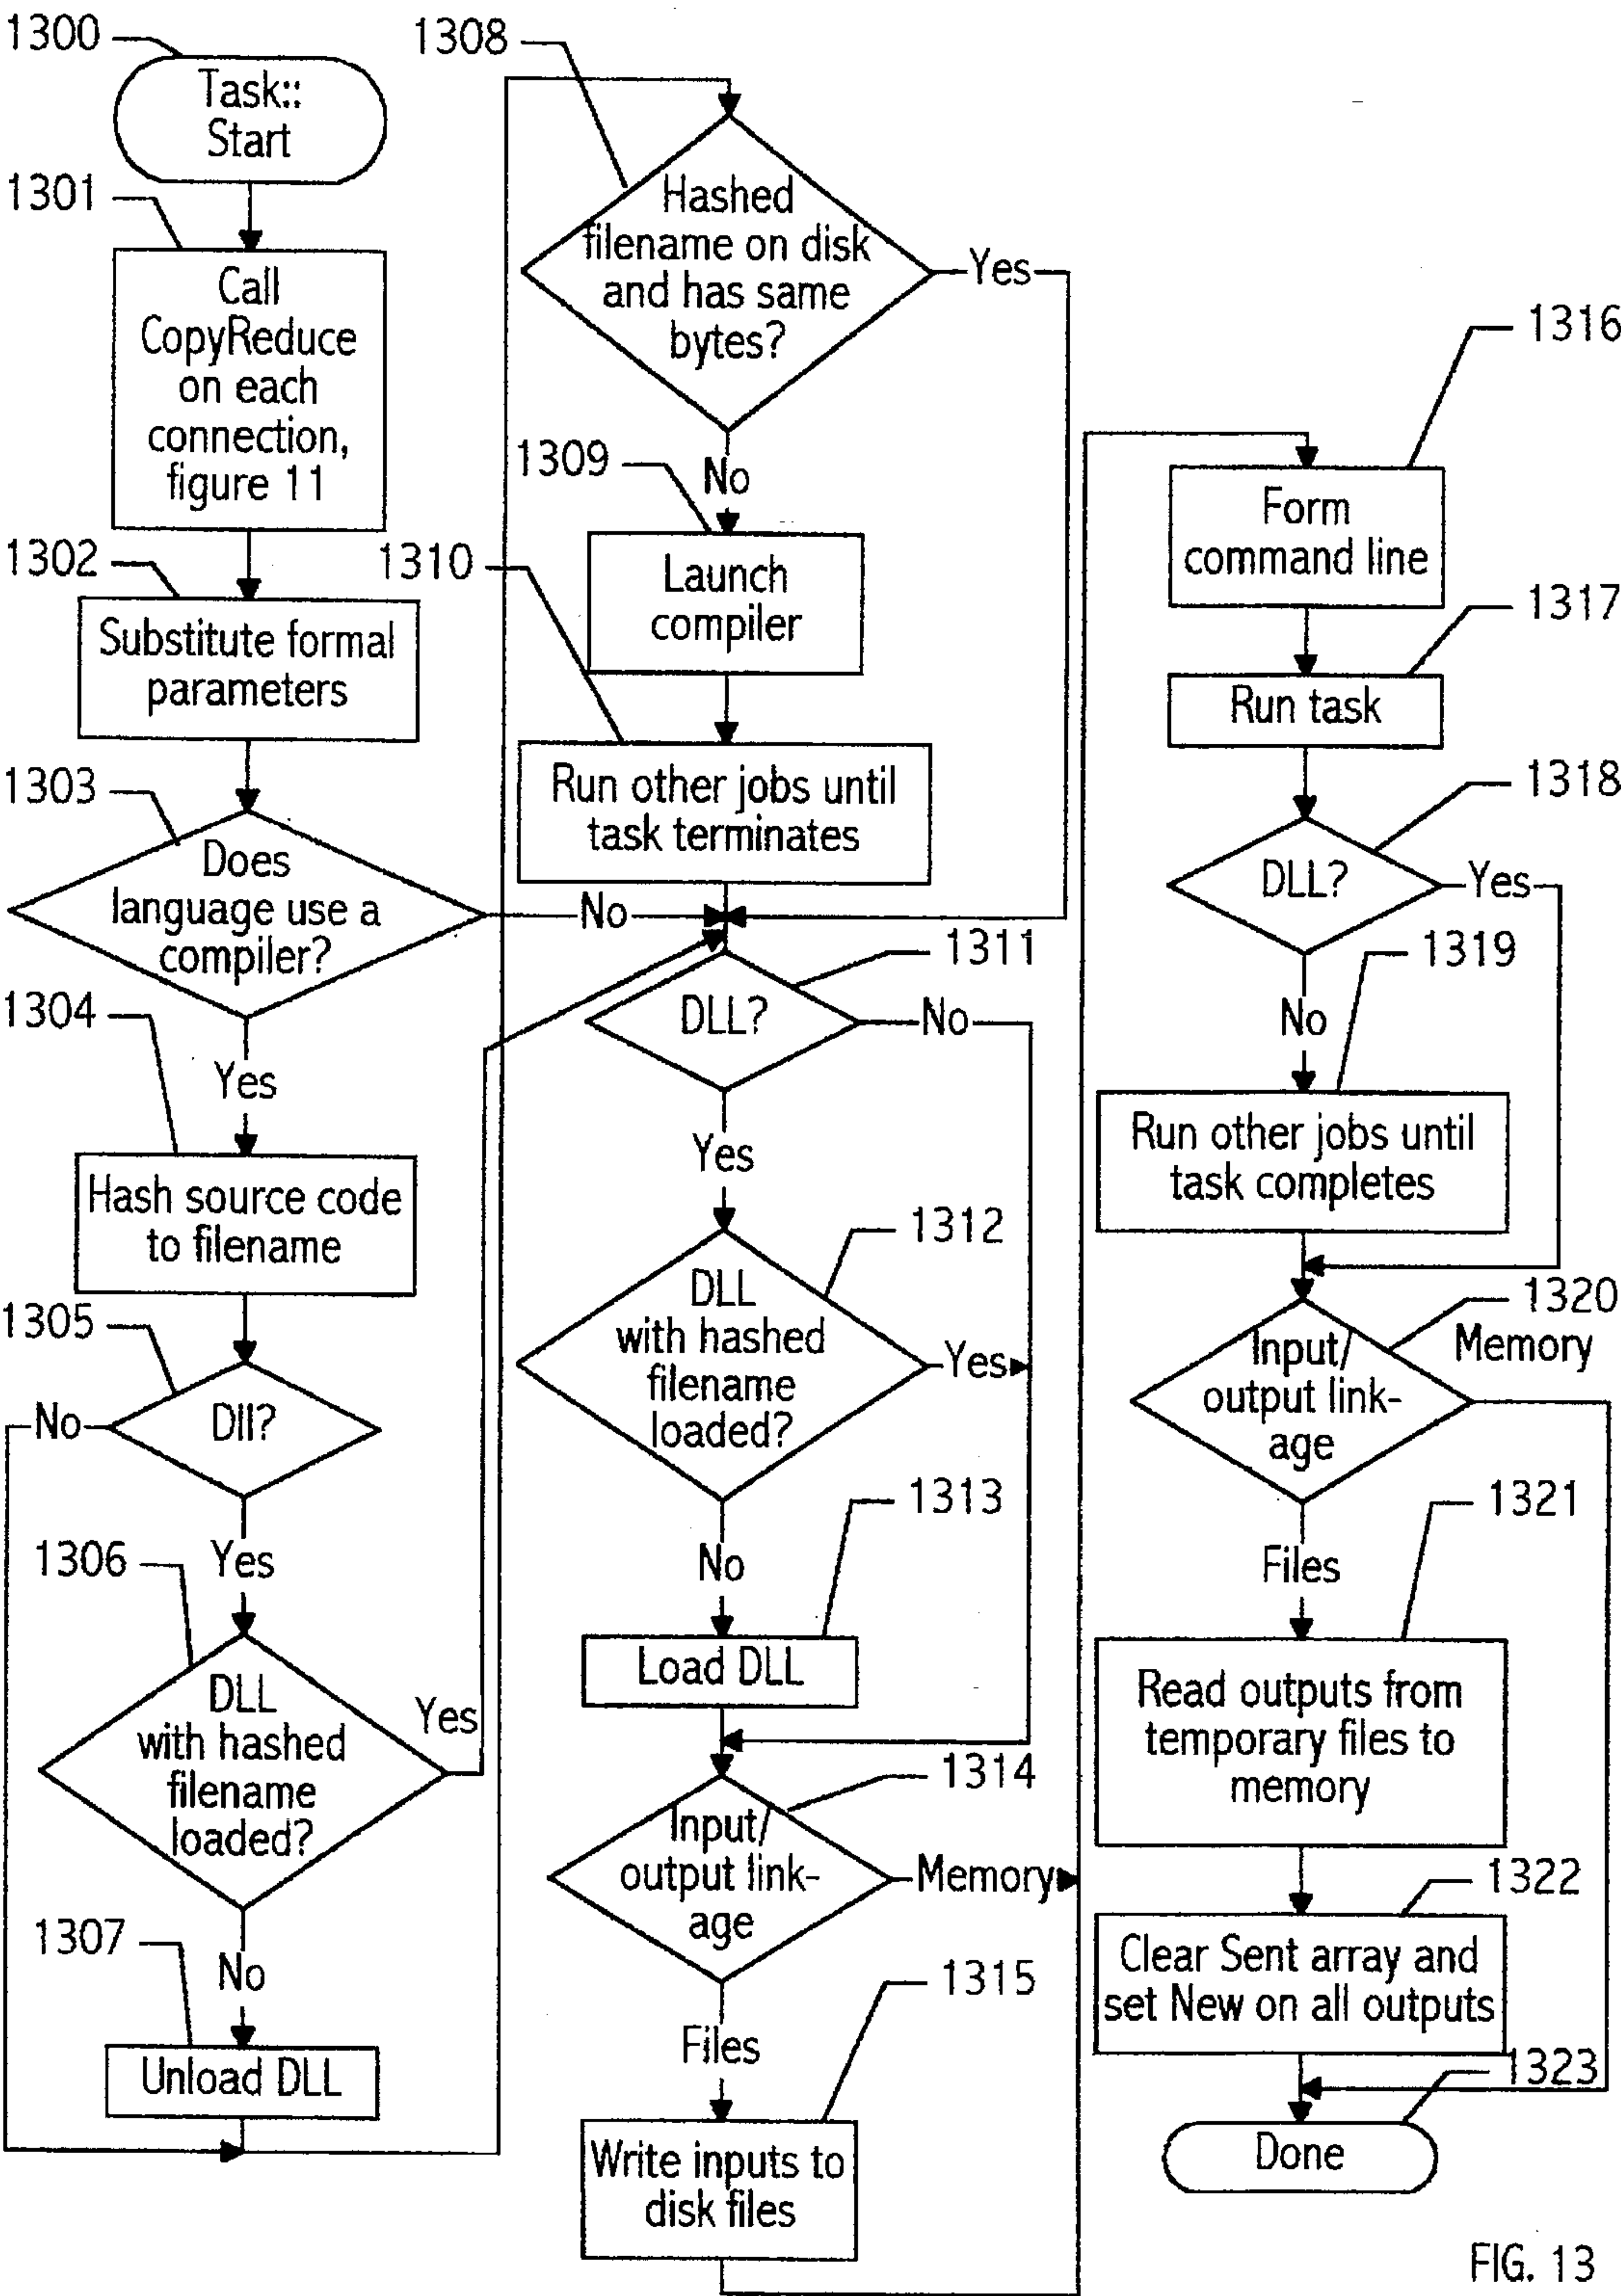 1300
Task::
Start
1301
Call
CopyReduce
on each
connection,
figure 11
1302
Substitute formal
parameters
1303
Does
language use a
compiler?
No
Yes
1304
Hash source code
to filename
1305
Dll?
No
Yes
1306
DLL
with hashed
filename
loaded?
Yes
No
1307
Unload DLL
1308
Hashed
filename on disk
and has same
bytes?
Yes
No
1309
Launch
compiler
1310
Run other jobs until
task terminates
1311
DLL?
No
Yes
1312
DLL
with hashed
filename
loaded?
Yes
No
1313
Load DLL
1314
Input/
output link-
age
Memory
Files
1315
Write inputs to
disk files
1316
Form
command line
1317
Run task
1318
DLL?
Yes
No
1319
Run other jobs until
task completes
1320
Memory
Input/
output link-
age
Files
1321
Read outputs from
temporary files to
memory
1322
Clear Sent array and
set New on all outputs
1323
Done
FIG. 13